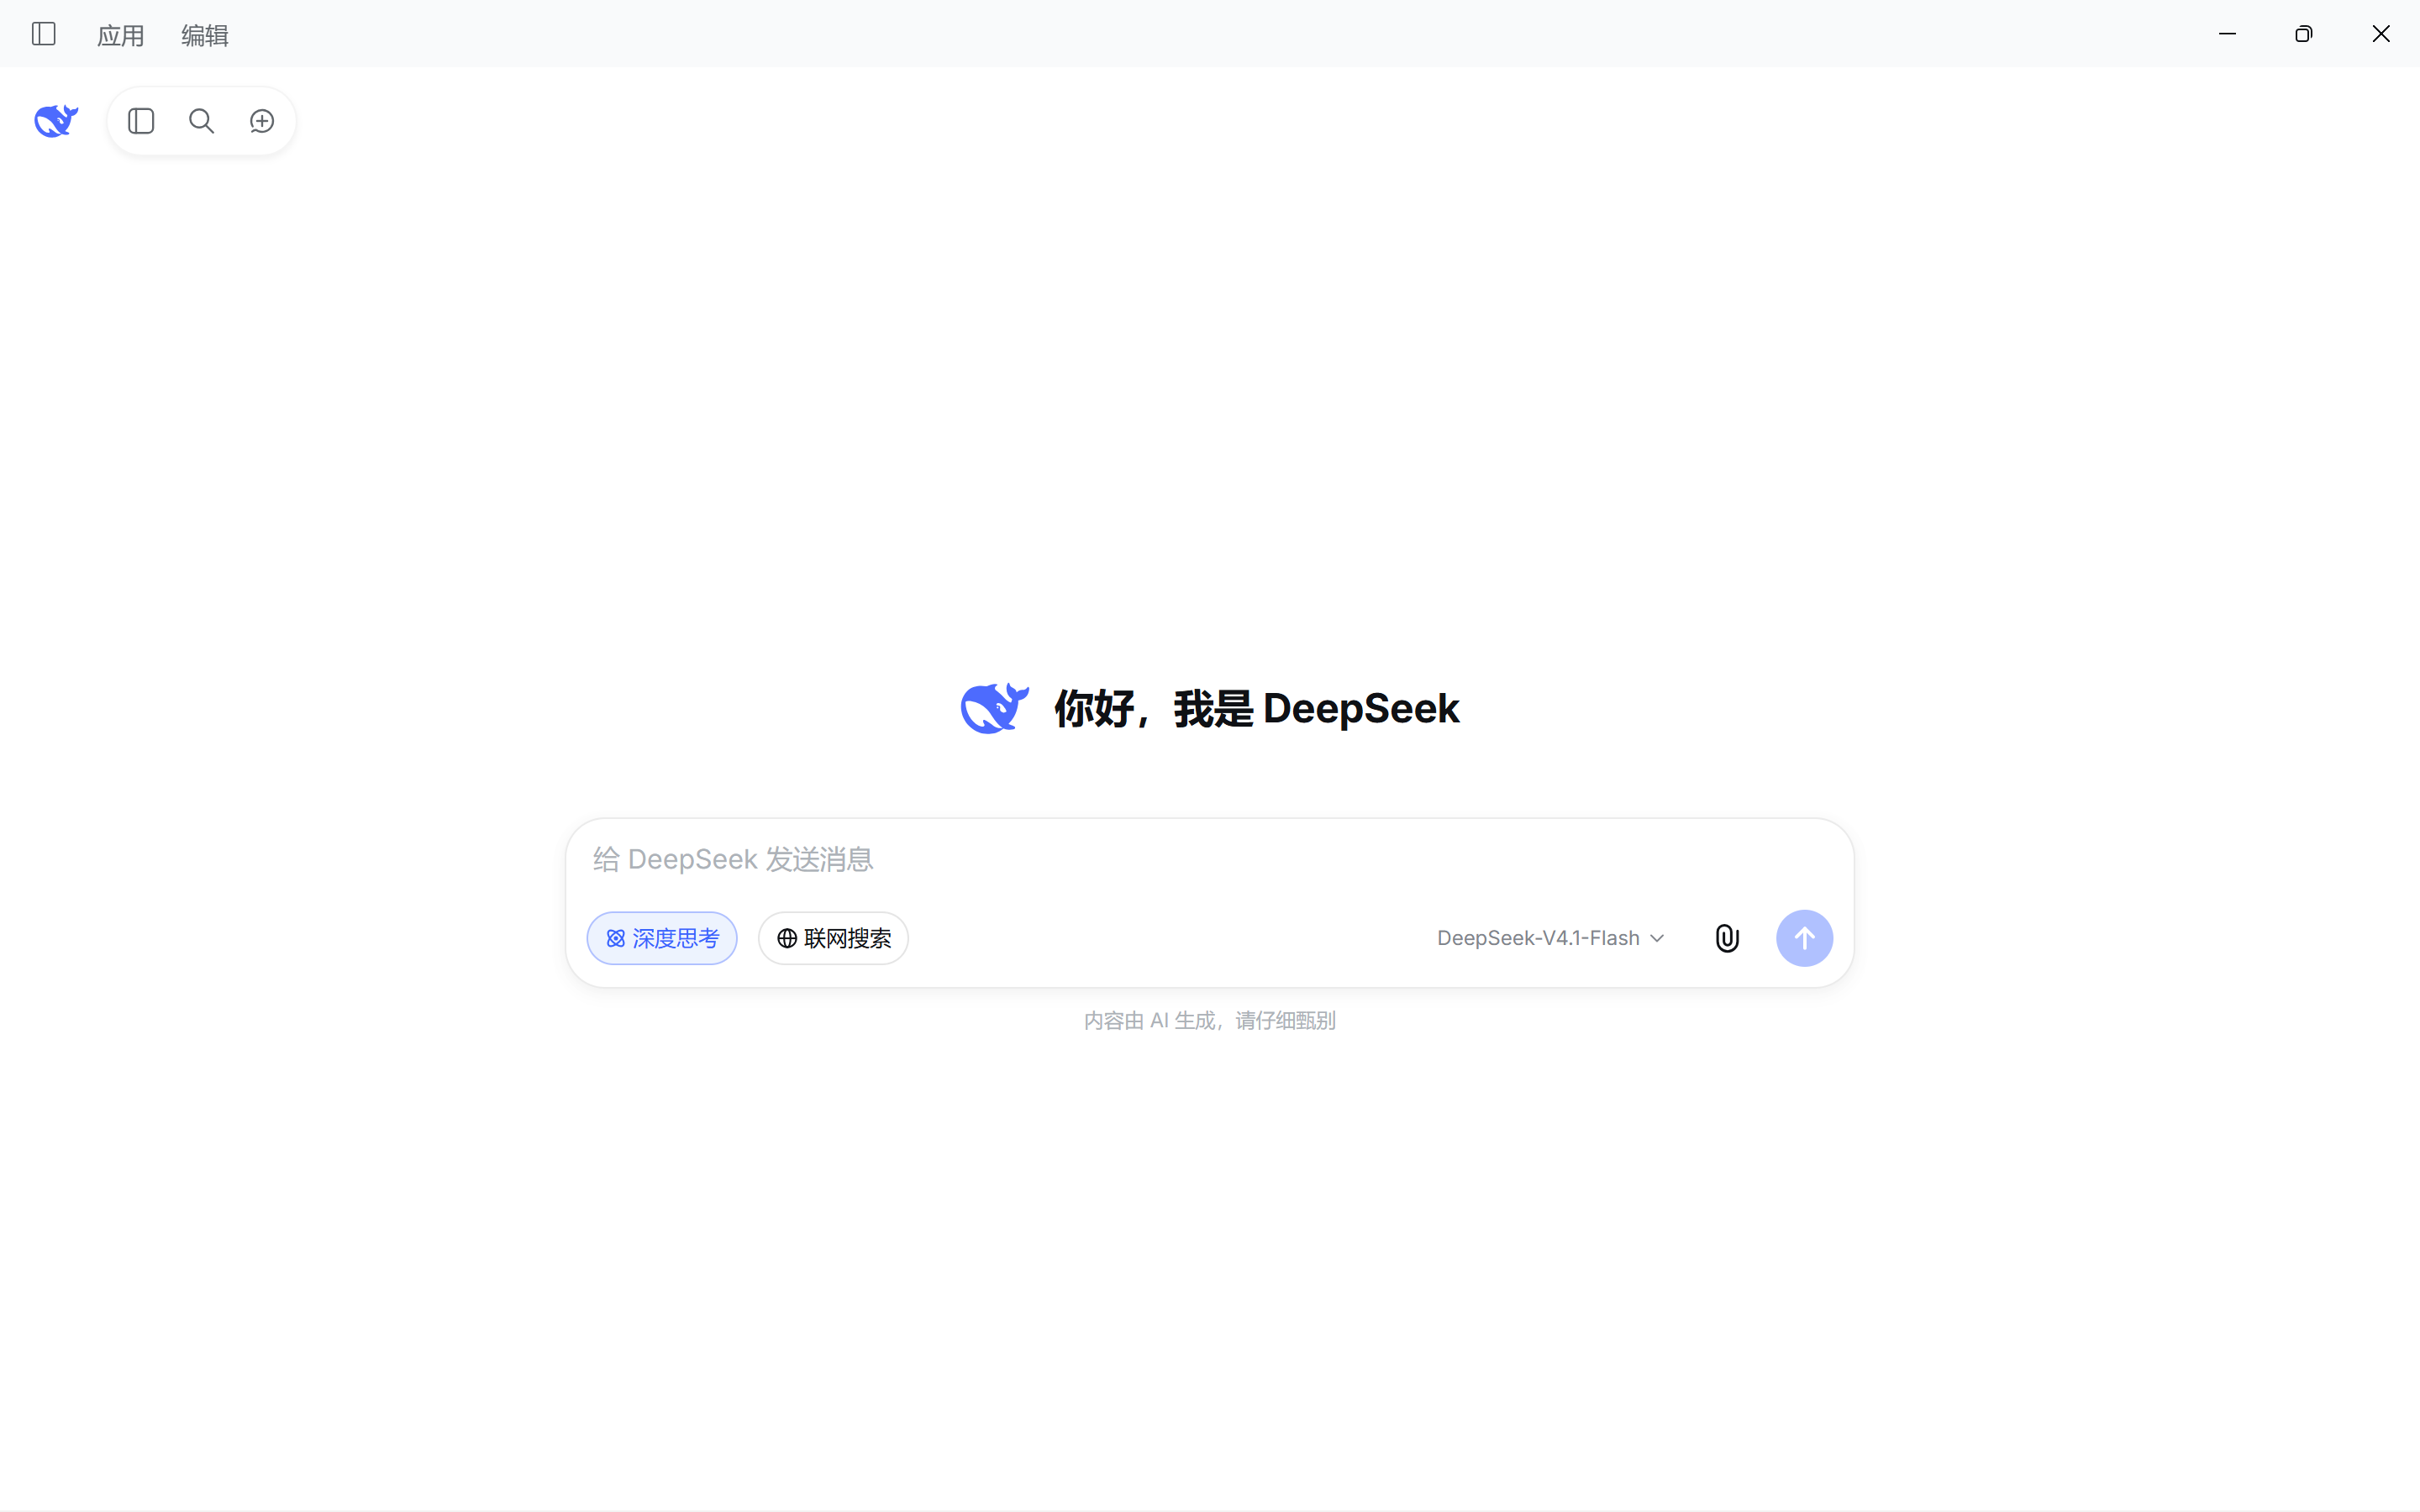 应用 编辑
你好，我是 DeepSeek
给 DeepSeek 发送消息
深度思考 联网搜索 DeepSeek-V4.1-Flash
内容由 AI 生成，请仔细甄别